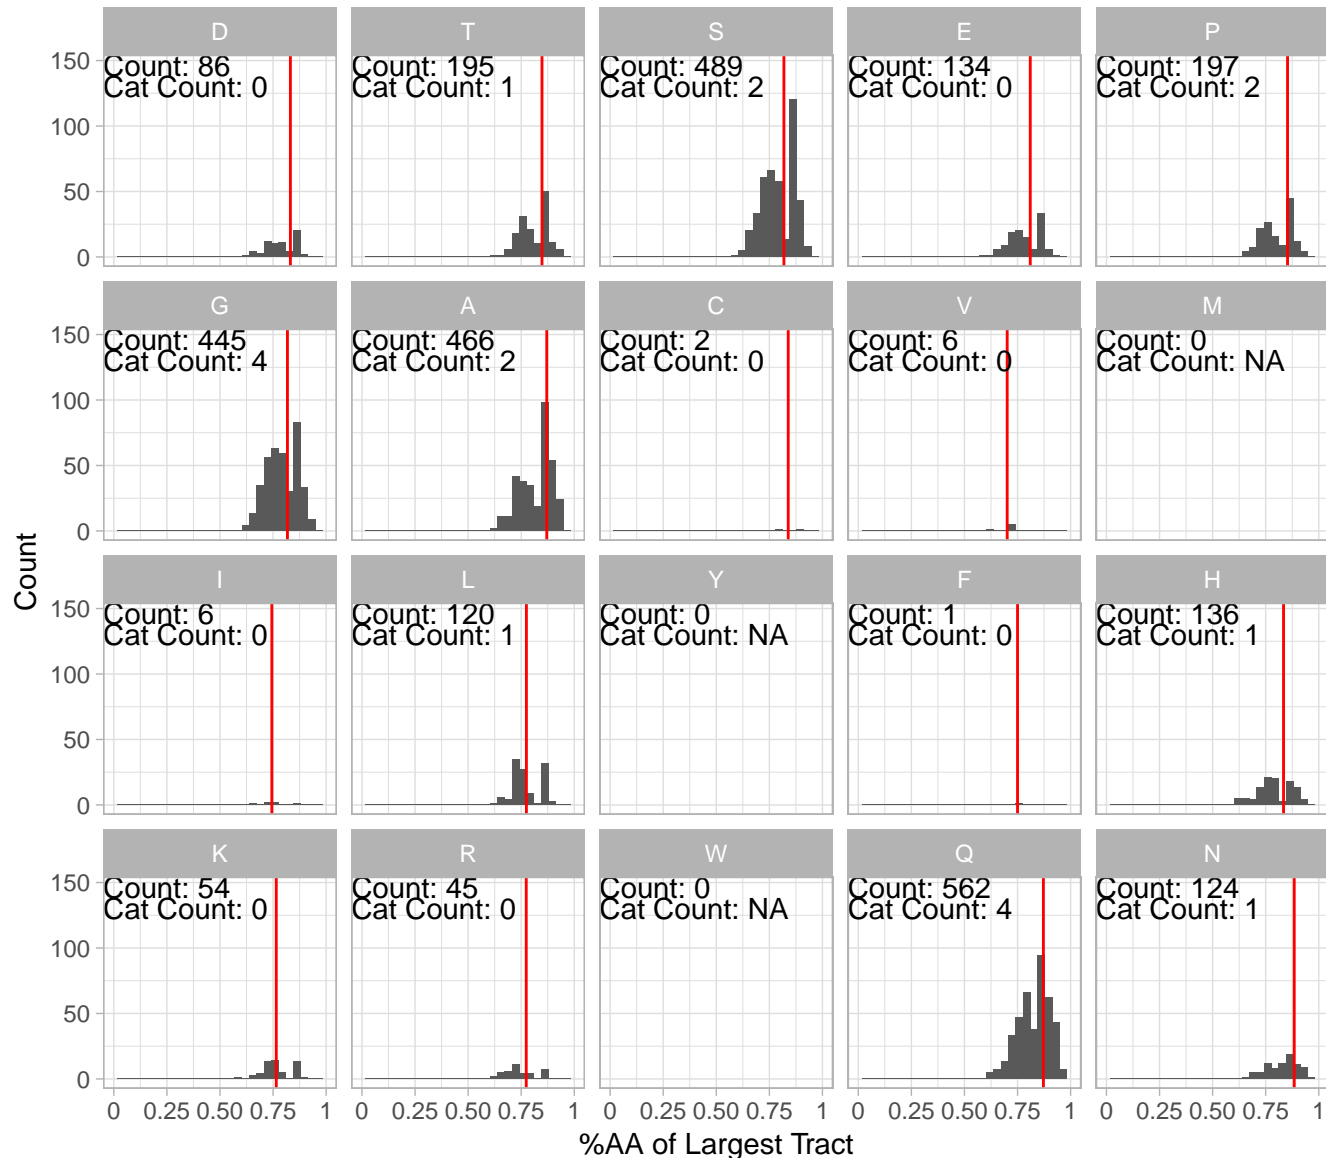 D
T
S
E
P
150
100
50
0
Count: 86
Cat Count: 0
Count: 195
Cat Count: 1
Count: 489
Cat Count: 2
Count: 134
Cat Count: 0
Count: 197
Cat Count: 2
G
A
C
V
M
150
100
50
0
Count: 445
Cat Count: 4
Count: 466
Cat Count: 2
Count: 2
Cat Count: 0
Count: 6
Cat Count: 0
Count: 0
Cat Count: NA
Count
I
L
Y
F
H
150
100
50
0
Count: 6
Cat Count: 0
Count: 120
Cat Count: 1
Count: 0
Cat Count: NA
Count: 1
Cat Count: 0
Count: 136
Cat Count: 1
K
R
W
Q
N
150
100
50
0
Count: 54
Cat Count: 0
Count: 45
Cat Count: 0
Count: 0
Cat Count: NA
Count: 562
Cat Count: 4
Count: 124
Cat Count: 1
0 0.25 0.50 0.75 1
0 0.25 0.50 0.75 1
0 0.25 0.50 0.75 1
0 0.25 0.50 0.75 1
0 0.25 0.50 0.75 1
%AA of Largest Tract